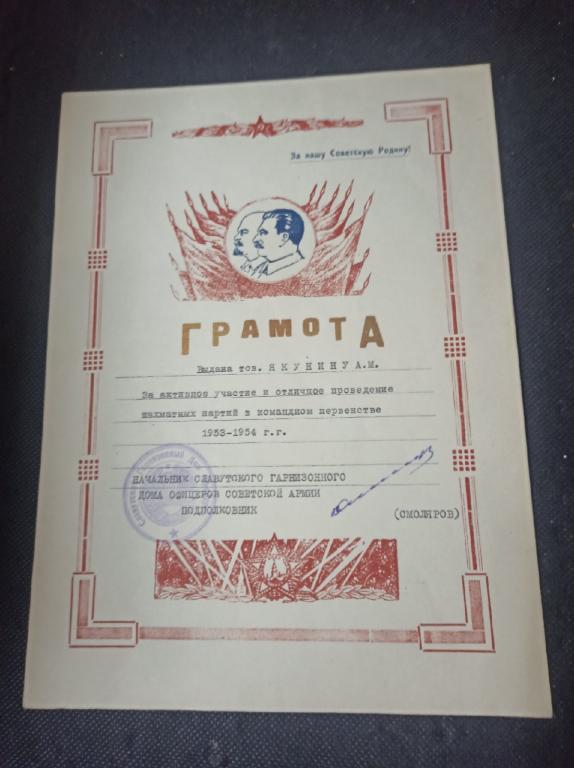 За нашу Советскую Родину!
ГРАМОТА
Выдана тов. Я К У Н И Н У А.М.
За активное участие и отличное проведение
шахматных партий в командном первенстве
1953-1954 г.г.
НАЧАЛЬНИК СЛАВУТСКОГО ГАРНИЗОННОГО
ДОМА ОФИЦЕРОВ СОВЕТСКОЙ АРМИИ
ПОДПОЛКОВНИК
(СМОЛЯРОВ)